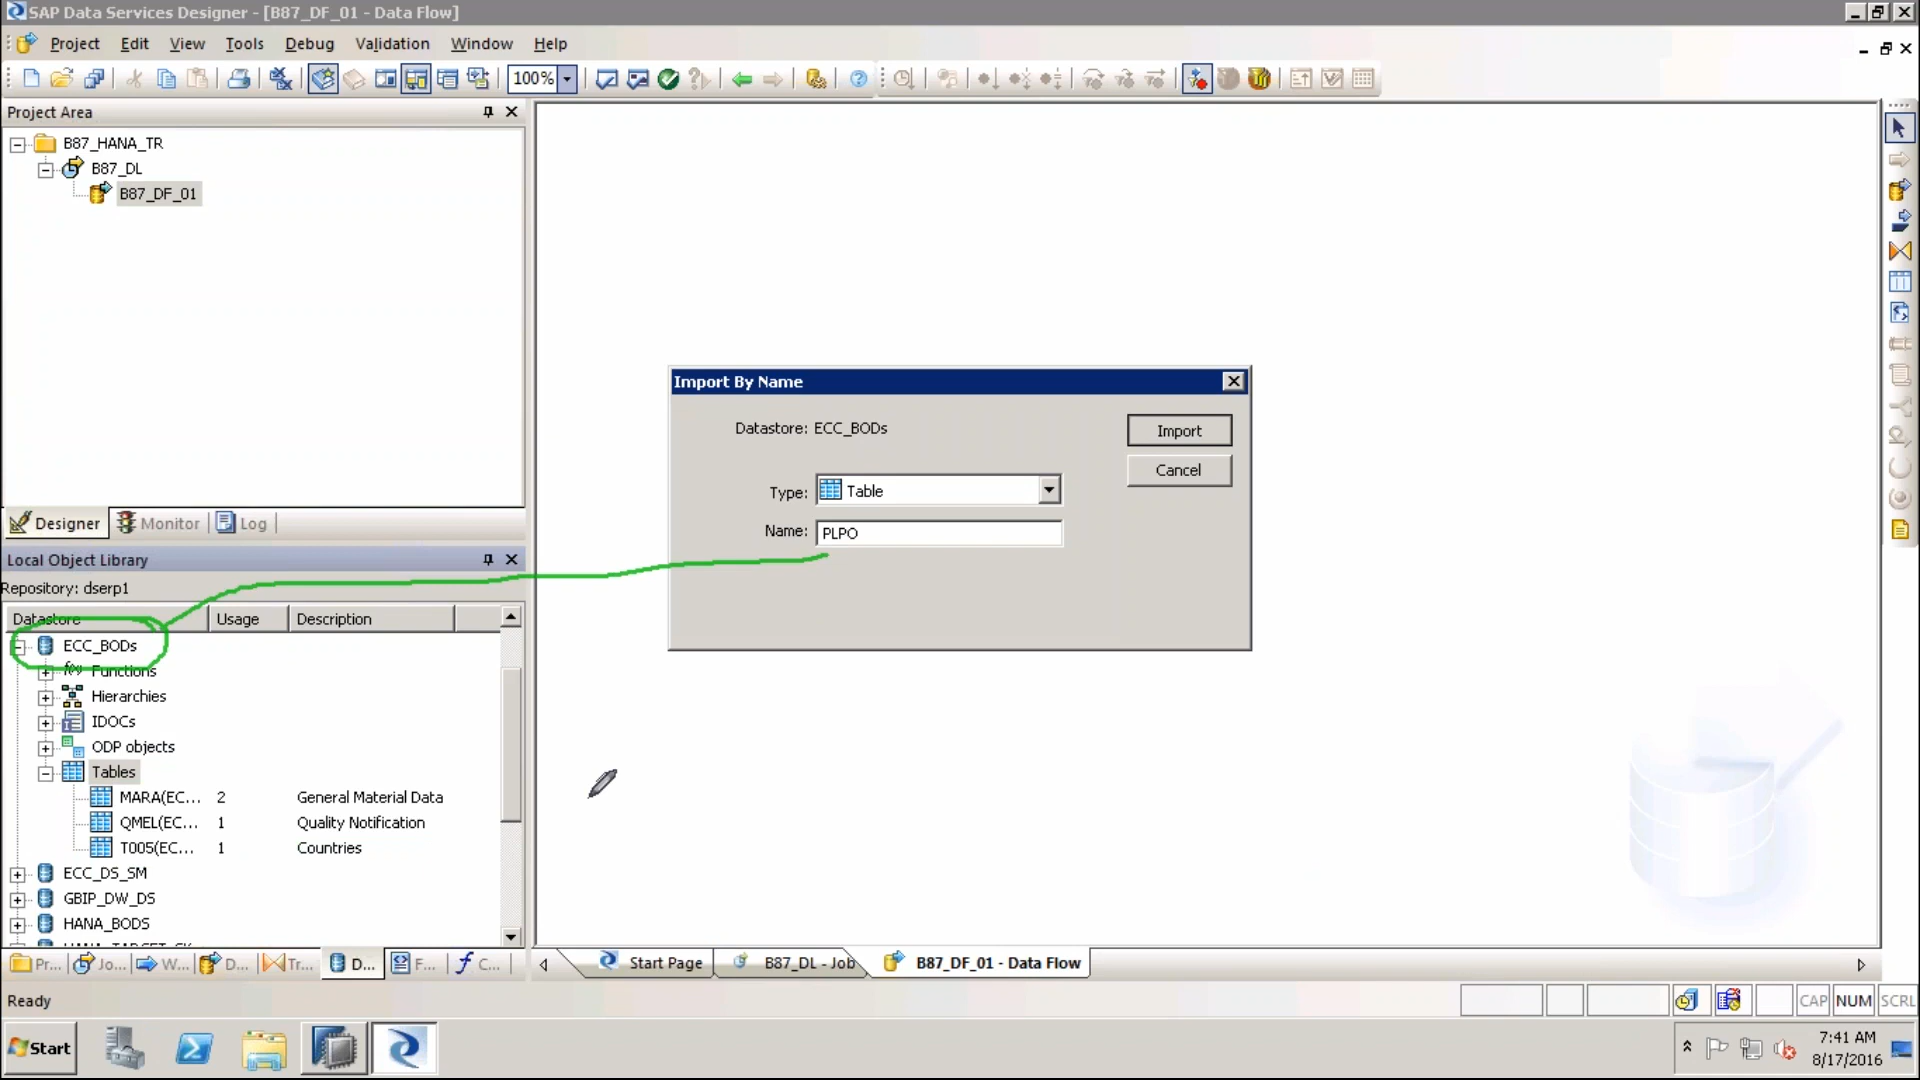 SAP Data Services Designer - [B87_DF_01 - Data Flow]
Project Edit View Tools Debug Validation Window Help
100%
Project Area
B87_HANA_TR
B87_DL
B87_DF_01
Designer Monitor Log
Local Object Library
Repository: dserp1
Datastore Usage Description
ECC_BODs
Functions
Hierarchies
IDOCs
ODP objects
Tables
MARA(EC... 2 General Material Data
QMEL(EC... 1 Quality Notification
T005(EC... 1 Countries
ECC_DS_SM
GBIP_DW_DS
HANA_BODS
Pr... Jo... W... D... Tr... D... F... C...
Import By Name
Datastore: ECC_BODs
Import
Cancel
Type: Table
Name: PLPO
Start Page B87_DL - Job B87_DF_01 - Data Flow
Ready
CAP NUM SCRL
Start
7:41 AM
8/17/2016